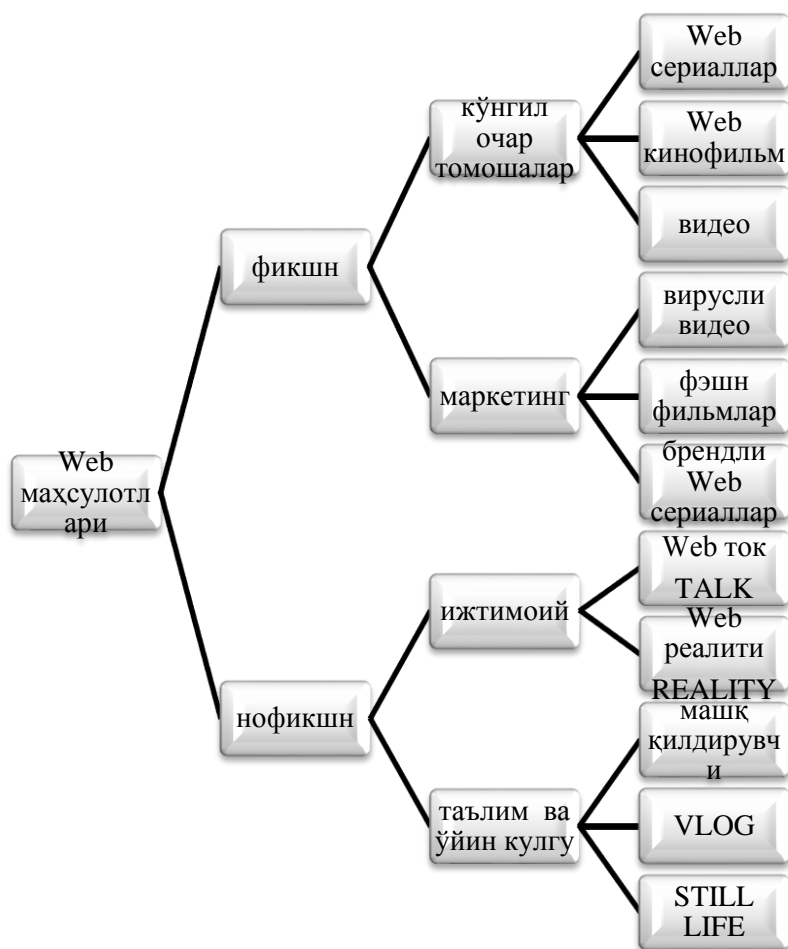 Web
маҳсулотл
ари
фикшн
кўнгил
очар
томошалар
Web
сериаллар
Web
кинофильм
видео
маркетинг
вирусли
видео
фэшн
фильмлар
брендли
Web
сериаллар
нофикшн
ижтимоий
Web ток
TALK
Web
реалити
REALITY
таълим ва
ўйин кулгу
машқ
қилдирувч
и
VLOG
STILL
LIFE